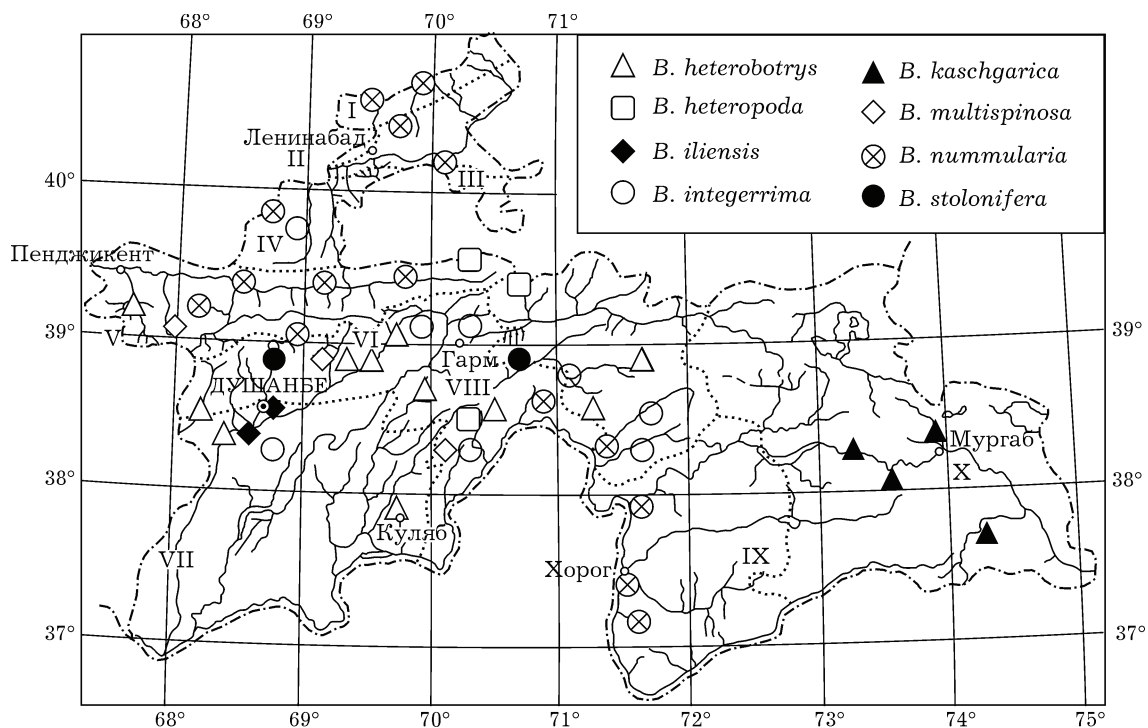 68° 69° 70° 71°
B. heterobotrys
B. heteropoda
B. iliensis
B. integerrima
B. kaschgarica
B. multispinosa
B. nummularia
B. stolonifera
I
Ленинабад
II
III
40°
IV
Пенджикент
39°
V
VI
39°
Гарм
ДУШАНБЕ
VIII
Мургаб
X
38°
38°
Куляб
VII
Хорог
IX
37°
37°
68° 69° 70° 71° 72° 73° 74° 75°